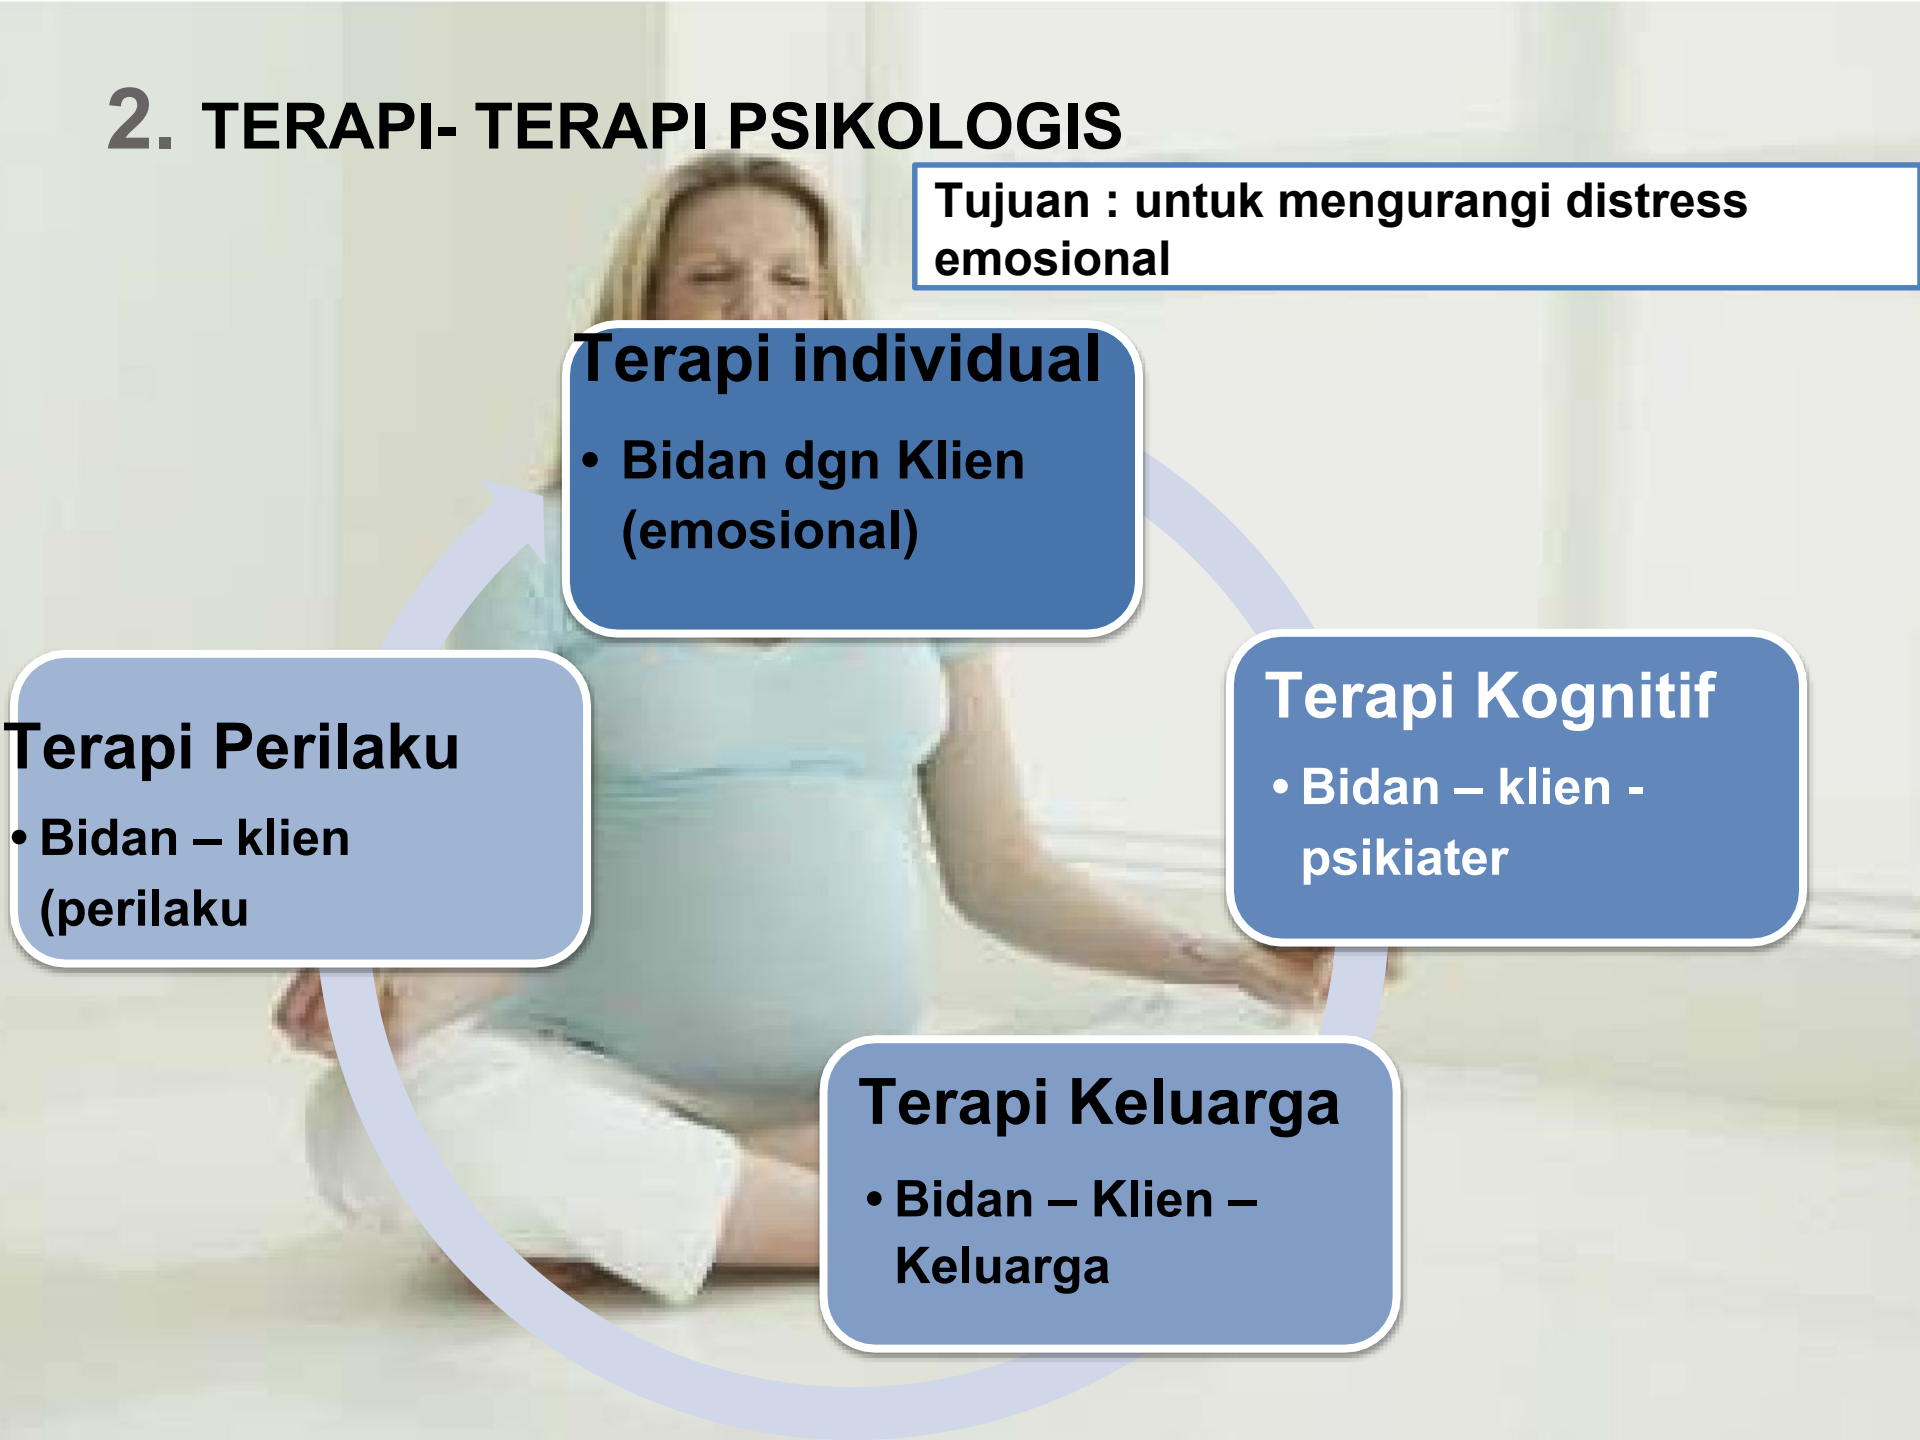 2. TERAPI- TERAPI PSIKOLOGIS
Tujuan : untuk mengurangi distress
emosional
Terapi individual
• Bidan dgn Klien
(emosional)
Terapi Kognitif
• Bidan – klien -
psikiater
Terapi Keluarga
• Bidan – Klien –
Keluarga
Terapi Perilaku
• Bidan – klien
(perilaku